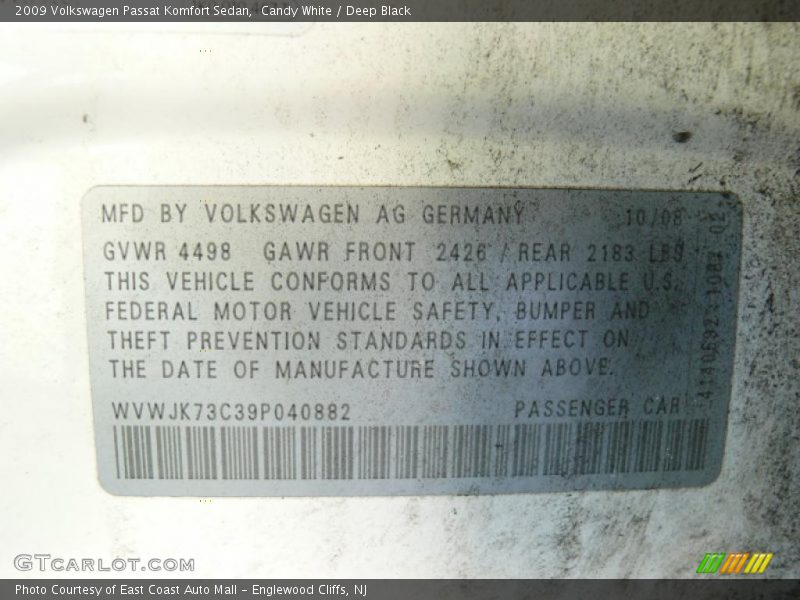 2009 Volkswagen Passat Komfort Sedan, Candy White / Deep Black
MFD BY VOLKSWAGEN AG GERMANY 10/08
GVWR 4498 GAWR FRONT 2426 / REAR 2183 LBS
THIS VEHICLE CONFORMS TO ALL APPLICABLE U.S.
FEDERAL MOTOR VEHICLE SAFETY, BUMPER AND
THEFT PREVENTION STANDARDS IN EFFECT ON
THE DATE OF MANUFACTURE SHOWN ABOVE.
WVWJK73C39P040882 PASSENGER CAR
GTCARLOT.COM
Photo Courtesy of East Coast Auto Mall – Englewood Cliffs, NJ